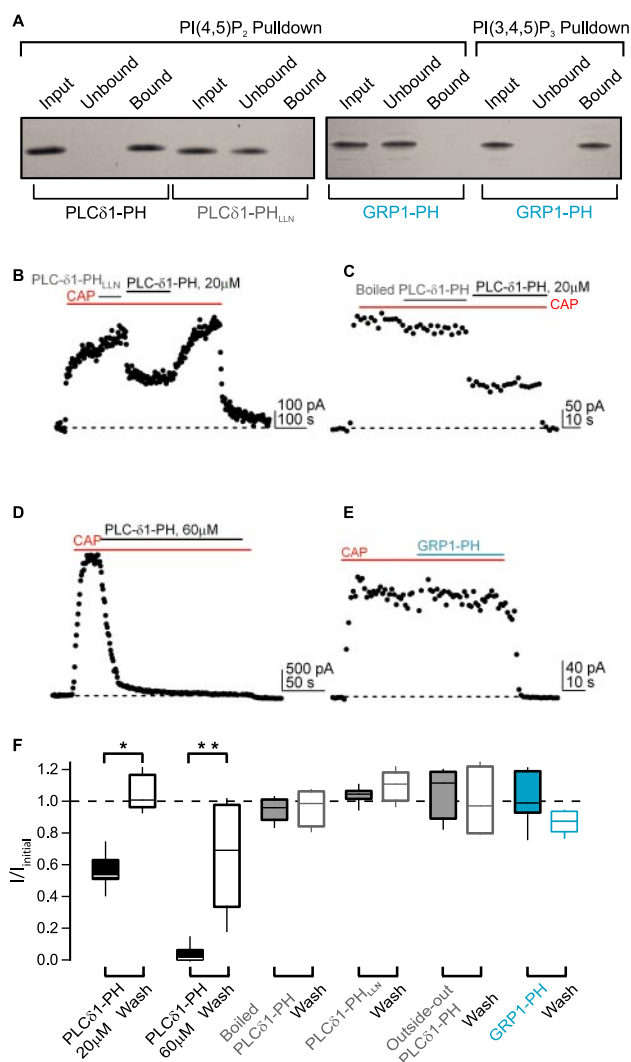 A
PI(4,5)P2 Pulldown
PI(3,4,5)P3 Pulldown
Input
Unbound
Bound
Input
Unbound
Bound
Input
Unbound
Bound
Input
Unbound
Bound
PLCδ1-PH
PLCδ1-PHLLN
GRP1-PH
GRP1-PH
B
PLC-δ1-PHLLN
PLC-δ1-PH, 20μM
CAP
100 pA
100 s
C
Boiled PLC-δ1-PH
PLC-δ1-PH, 20μM
CAP
50 pA
10 s
D
PLC-δ1-PH, 60μM
CAP
500 pA
50 s
E
GRP1-PH
CAP
40 pA
10 s
F
* 
* *
I/Iinitial
1.2
1.0
0.8
0.6
0.4
0.2
0.0
PLCδ1-PH
20μM
Wash
PLCδ1-PH
60μM
Wash
Boiled
PLCδ1-PH
Wash
PLCδ1-PHLLN
Wash
Outside-out
PLCδ1-PH
Wash
GRP1-PH
Wash